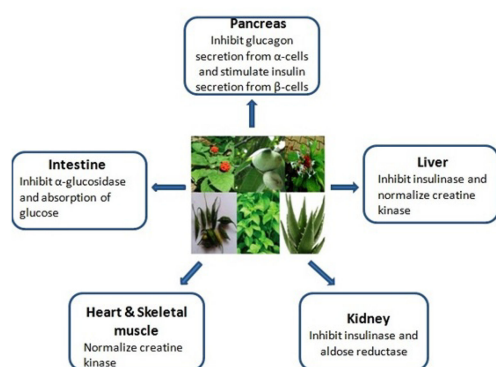 Pancreas
Inhibit glucagon
secretion from α-cells
and stimulate insulin
secretion from β-cells
Intestine
Inhibit α-glucosidase
and absorption of
glucose
Liver
Inhibit insulinase and
normalize creatine
kinase
Heart & Skeletal
muscle
Normalize creatine
kinase
Kidney
Inhibit insulinase and
aldose reductase